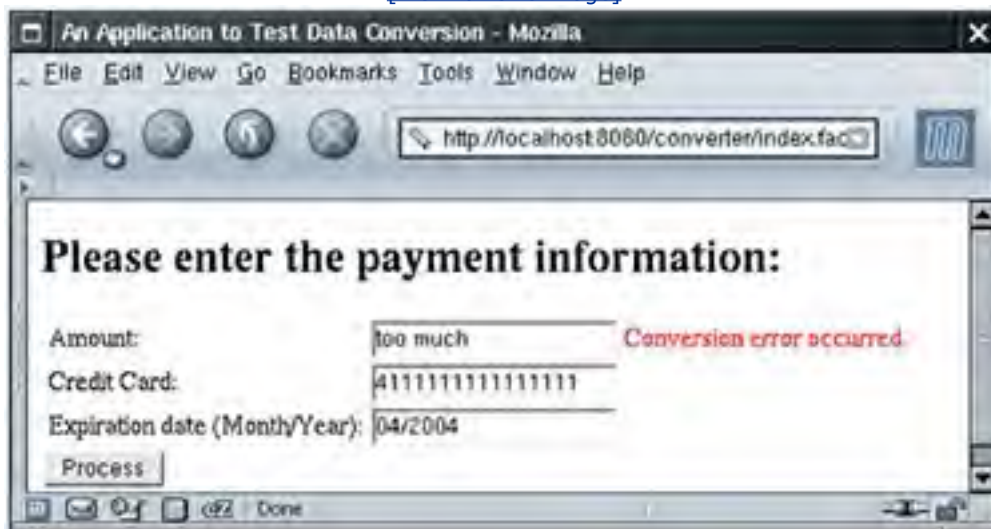 An Application to Test Data Conversion - Mozilla
File Edit View Go Bookmarks Tools Window Help
http://localhost:8080/converter/index.fac
Please enter the payment information:
Amount: too much Conversion error occurred.
Credit Card: 4111111111111111
Expiration date (Month/Year): 04/2004
Process
Done